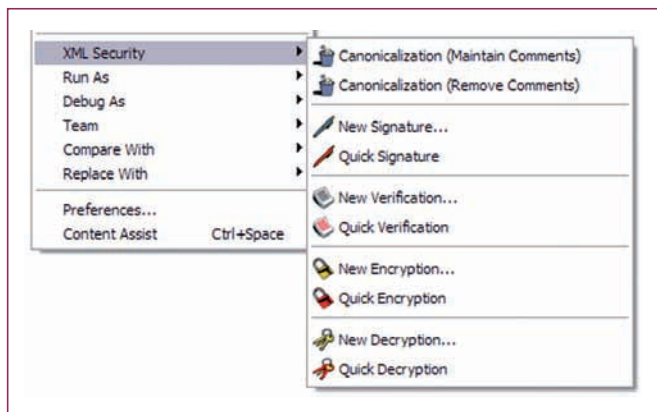 XML Security
Run As
Debug As
Team
Compare With
Replace With
Preferences...
Content Assist Ctrl+Space
Canonicalization (Maintain Comments)
Canonicalization (Remove Comments)
New Signature...
Quick Signature
New Verification...
Quick Verification
New Encryption...
Quick Encryption
New Decryption...
Quick Decryption